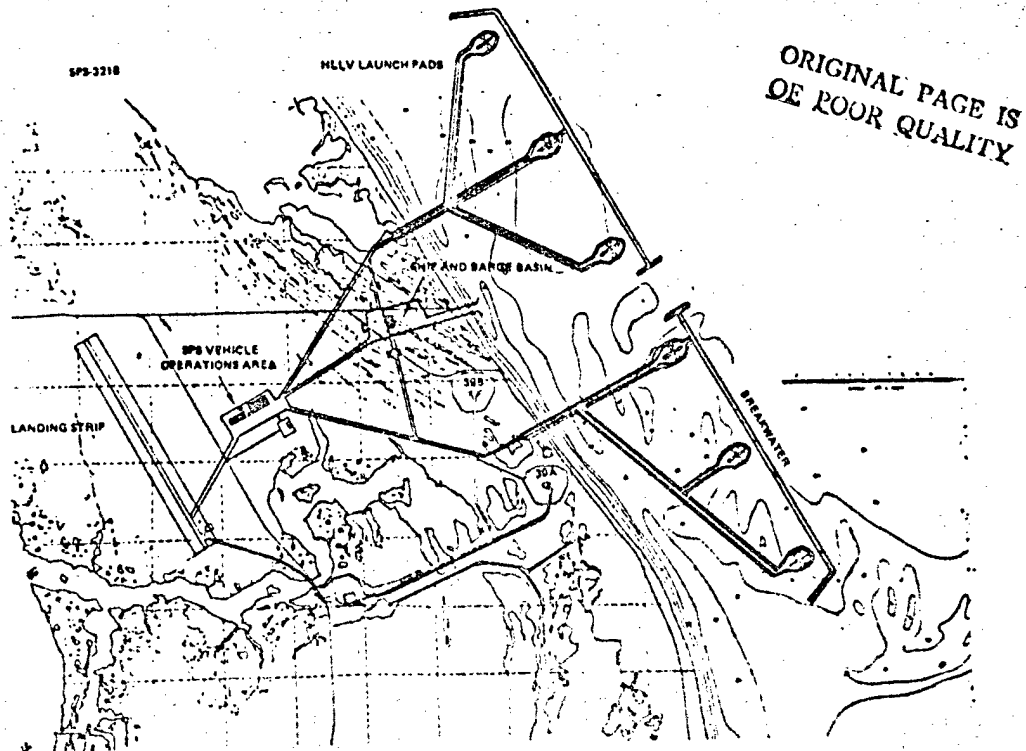 SPS-3218
HLLV LAUNCH PADS
ORIGINAL PAGE IS
OF POOR QUALITY
SHIP AND BARGE BASIN
SPS VEHICLE
OPERATIONS AREA
39B
LANDING STRIP
BREAKWATER
39A